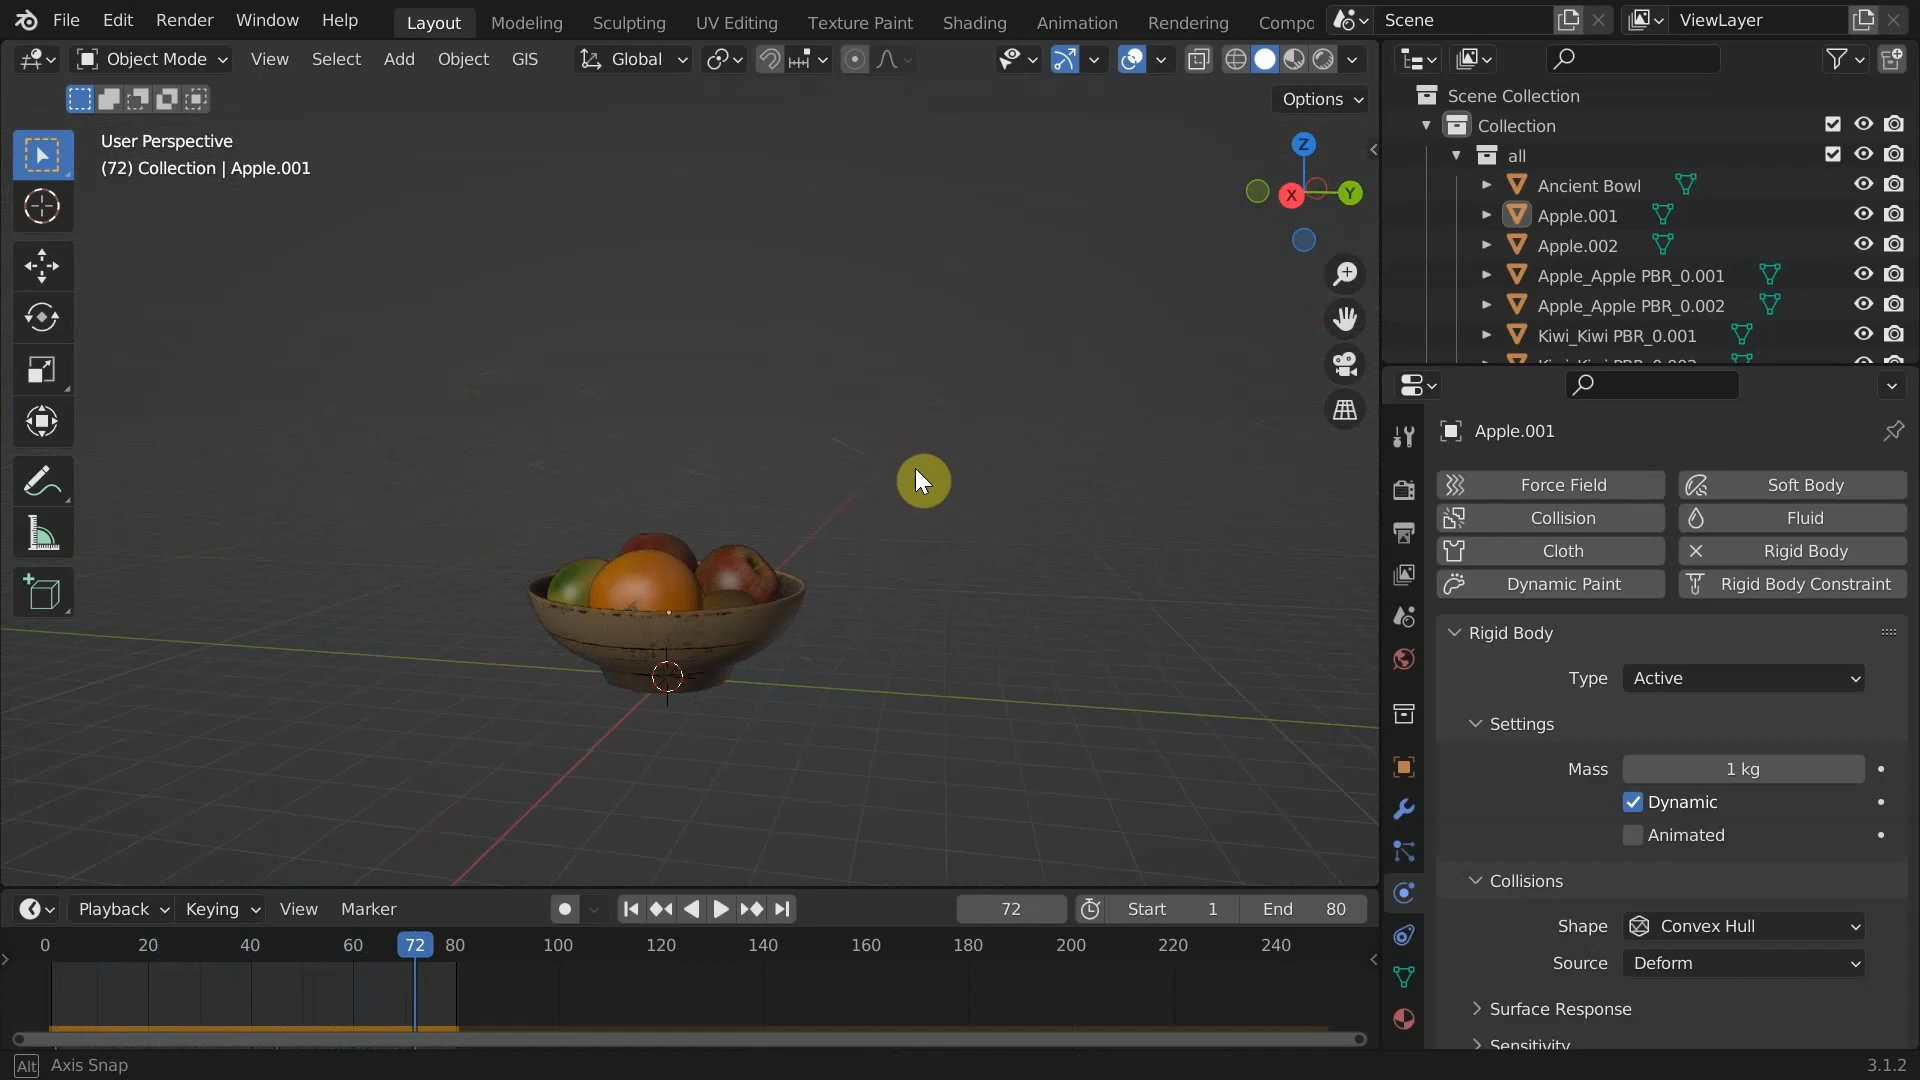 File Edit Render Window Help Layout Modeling Sculpting UV Editing Texture Paint Shading Animation Rendering Compo Scene ViewLayer
Object Mode View Select Add Object GIS Global
Options
User Perspective
(72) Collection | Apple.001
Z
X
Y
Scene Collection
Collection
all
Ancient Bowl
Apple.001
Apple.002
Apple_Apple PBR_0.001
Apple_Apple PBR_0.002
Kiwi_Kiwi PBR_0.001
Apple.001
Force Field Soft Body
Collision Fluid
Cloth Rigid Body
Dynamic Paint Rigid Body Constraint
Rigid Body
Type Active
Settings
Mass 1 kg
Dynamic
Animated
Collisions
Shape Convex Hull
Source Deform
Surface Response
Sensitivity
Playback Keying View Marker 72 Start 1 End 80
0 20 40 60 72 80 100 120 140 160 180 200 220 240
Alt Axis Snap 3.1.2